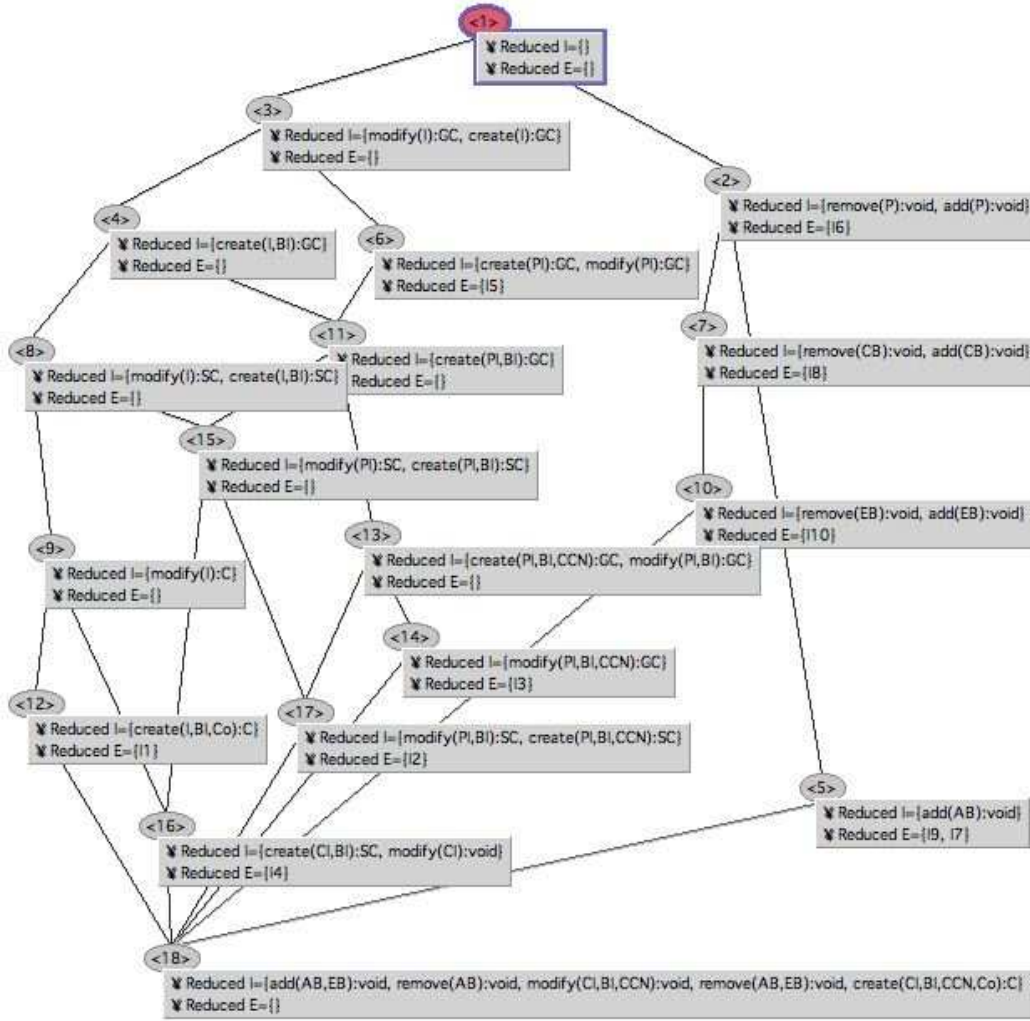 <1>
¥ Reduced I={}
¥ Reduced E={}
<3>
¥ Reduced I={modify(I):GC, create(I):GC}
¥ Reduced E={}
<2>
¥ Reduced I={remove(P):void, add(P):void}
¥ Reduced E={I6}
<4>
¥ Reduced I={create(I,BI):GC}
¥ Reduced E={}
<6>
¥ Reduced I={create(PI):GC, modify(PI):GC}
¥ Reduced E={I5}
<7>
¥ Reduced I={remove(CB):void, add(CB):void}
¥ Reduced E={I8}
<11>
¥ Reduced I={create(PI,BI):GC}
Reduced E={}
<8>
¥ Reduced I={modify(I):SC, create(I,BI):SC}
¥ Reduced E={}
<15>
¥ Reduced I={modify(PI):SC, create(PI,BI):SC}
¥ Reduced E={}
<10>
¥ Reduced I={remove(EB):void, add(EB):void}
¥ Reduced E={I10}
<13>
¥ Reduced I={create(PI,BI,CCN):GC, modify(PI,BI):GC}
¥ Reduced E={}
<9>
¥ Reduced I={modify(I):C}
¥ Reduced E={}
<14>
¥ Reduced I={modify(PI,BI,CCN):GC}
¥ Reduced E={I3}
<12>
¥ Reduced I={create(I,BI,Co):C}
¥ Reduced E={I1}
<17>
¥ Reduced I={modify(PI,BI):SC, create(PI,BI,CCN):SC}
¥ Reduced E={I2}
<5>
¥ Reduced I={add(AB):void}
¥ Reduced E={I9, I7}
<16>
¥ Reduced I={create(CI,BI):SC, modify(CI):void}
¥ Reduced E={I4}
<18>
¥ Reduced I={add(AB,EB):void, remove(AB):void, modify(CI,BI,CCN):void, remove(AB,EB):void, create(CI,BI,CCN,Co):C}
¥ Reduced E={}